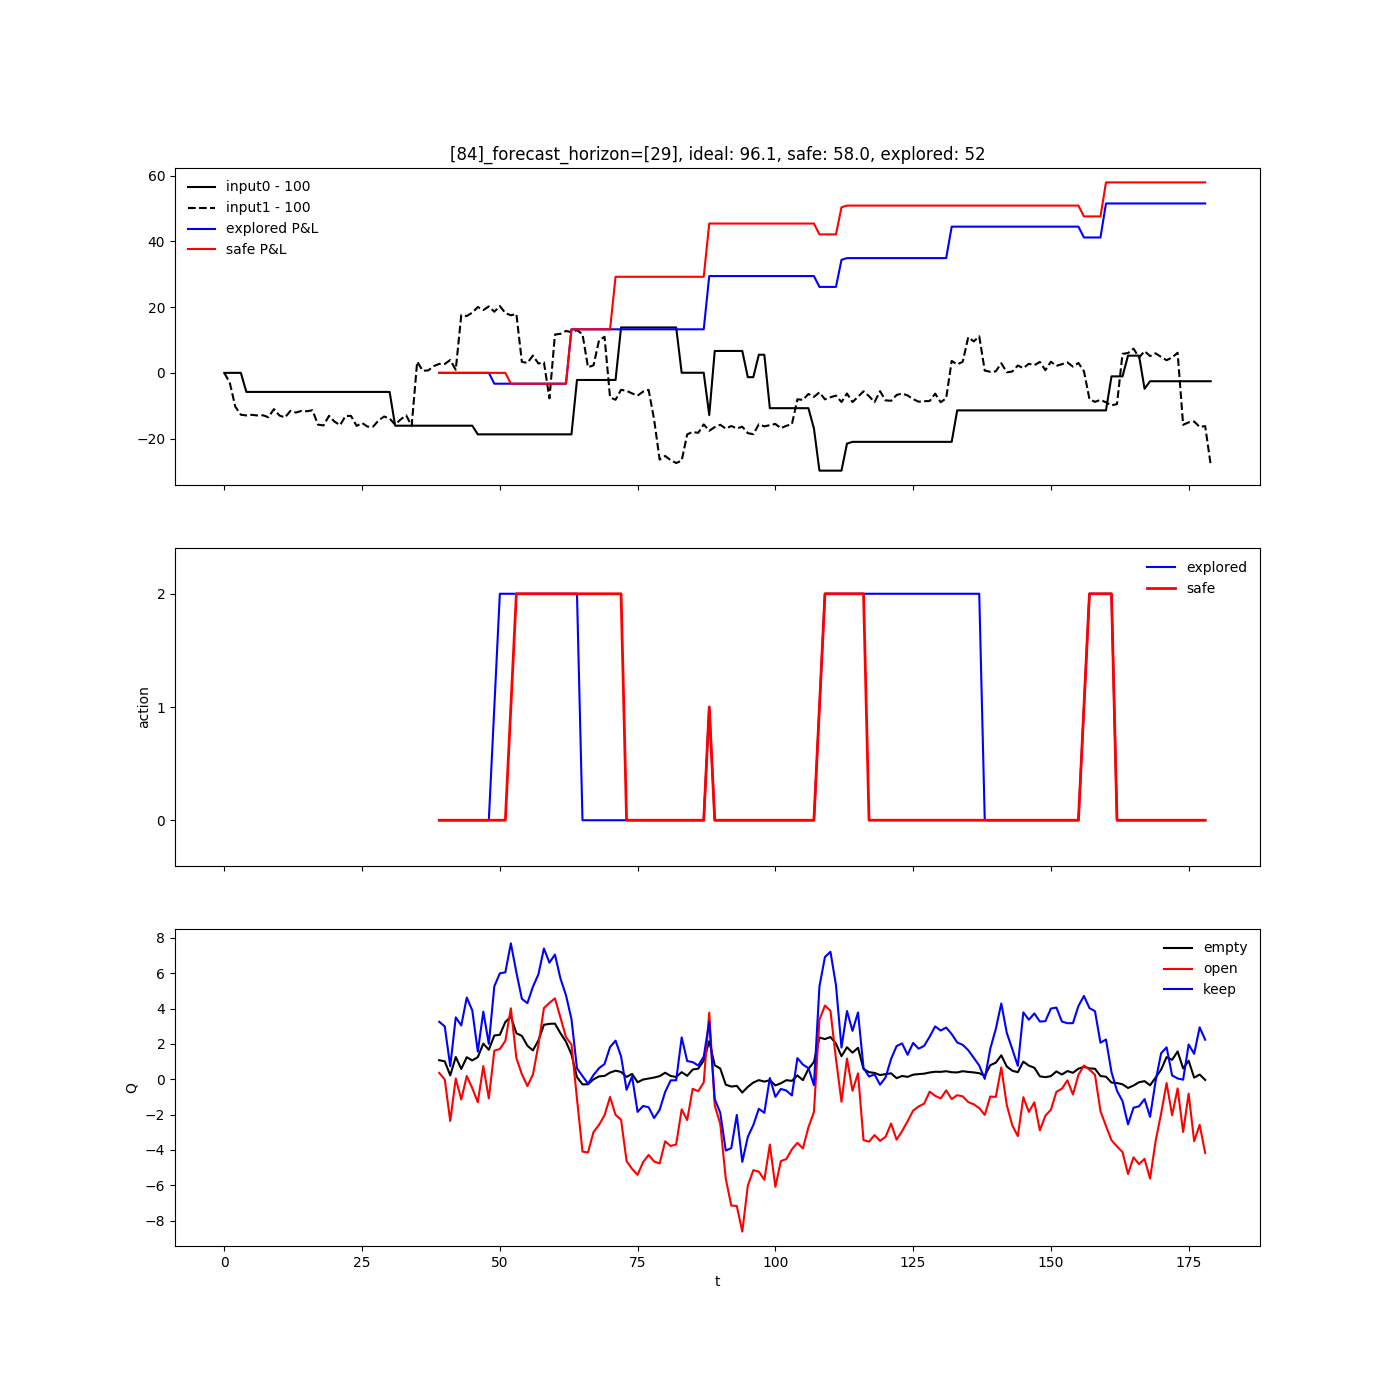 [84]_forecast_horizon=[29], ideal: 96.1, safe: 58.0, explored: 52
60
40
20
0
−20
input0 - 100
input1 - 100
explored P&L
safe P&L
2
1
0
action
explored
safe
8
6
4
2
0
−2
−4
−6
−8
Q
empty
open
keep
0 25 50 75 100 125 150 175
t